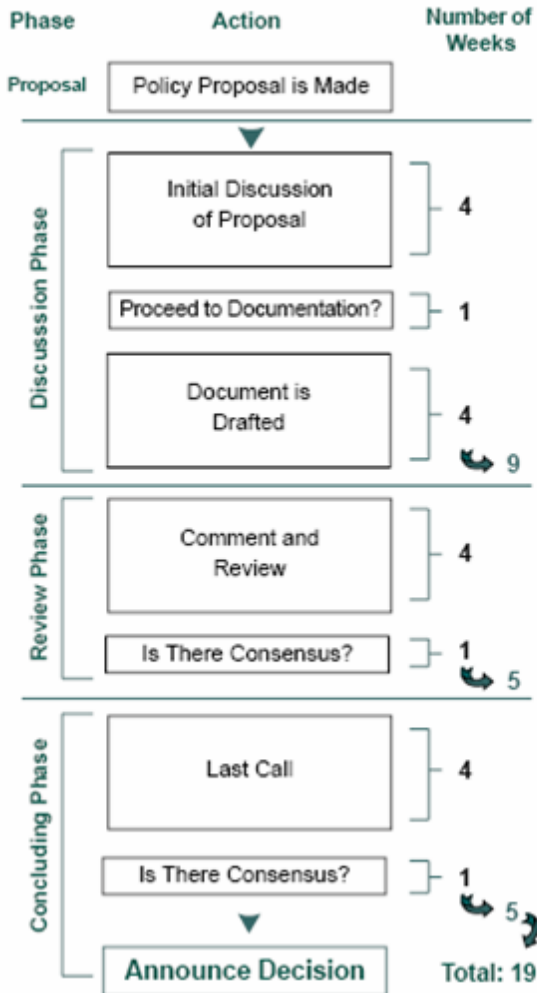 Phase Action Number of
Weeks
Proposal Policy Proposal is Made
Discusssion Phase
Initial Discussion
of Proposal
4
Proceed to Documentation? 1
Document is
Drafted
4
9
Review Phase
Comment and
Review
4
Is There Consensus? 1
5
Concluding Phase
Last Call 4
Is There Consensus? 1
5
Announce Decision Total: 19